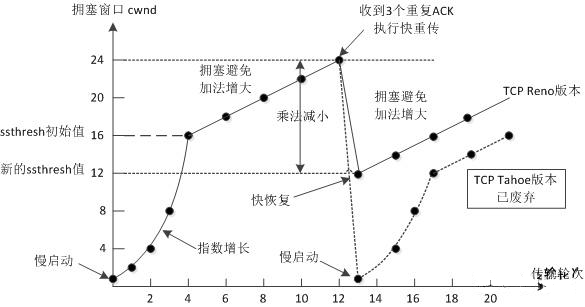 拥塞窗口 cwnd
收到3个重复ACK
执行快重传
24
拥塞避免
加法增大
拥塞避免
加法增大
TCP Reno版本
20
乘法减小
ssthresh初始值
16
新的ssthresh值
12
快恢复
TCP Tahoe版本
已废弃
8
指数增长
4
慢启动
慢启动
传输轮次
2
4
6
8
10
12
14
16
18
20